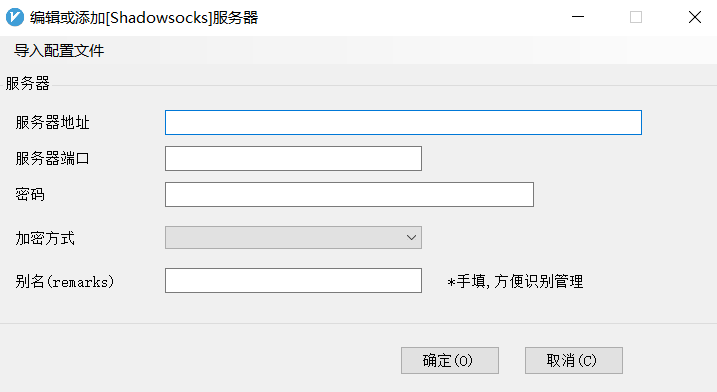 编辑或添加[Shadowsocks]服务器
导入配置文件
服务器
服务器地址
服务器端口
密码
加密方式
别名(remarks) *手填,方便识别管理
确定(O) 取消(C)